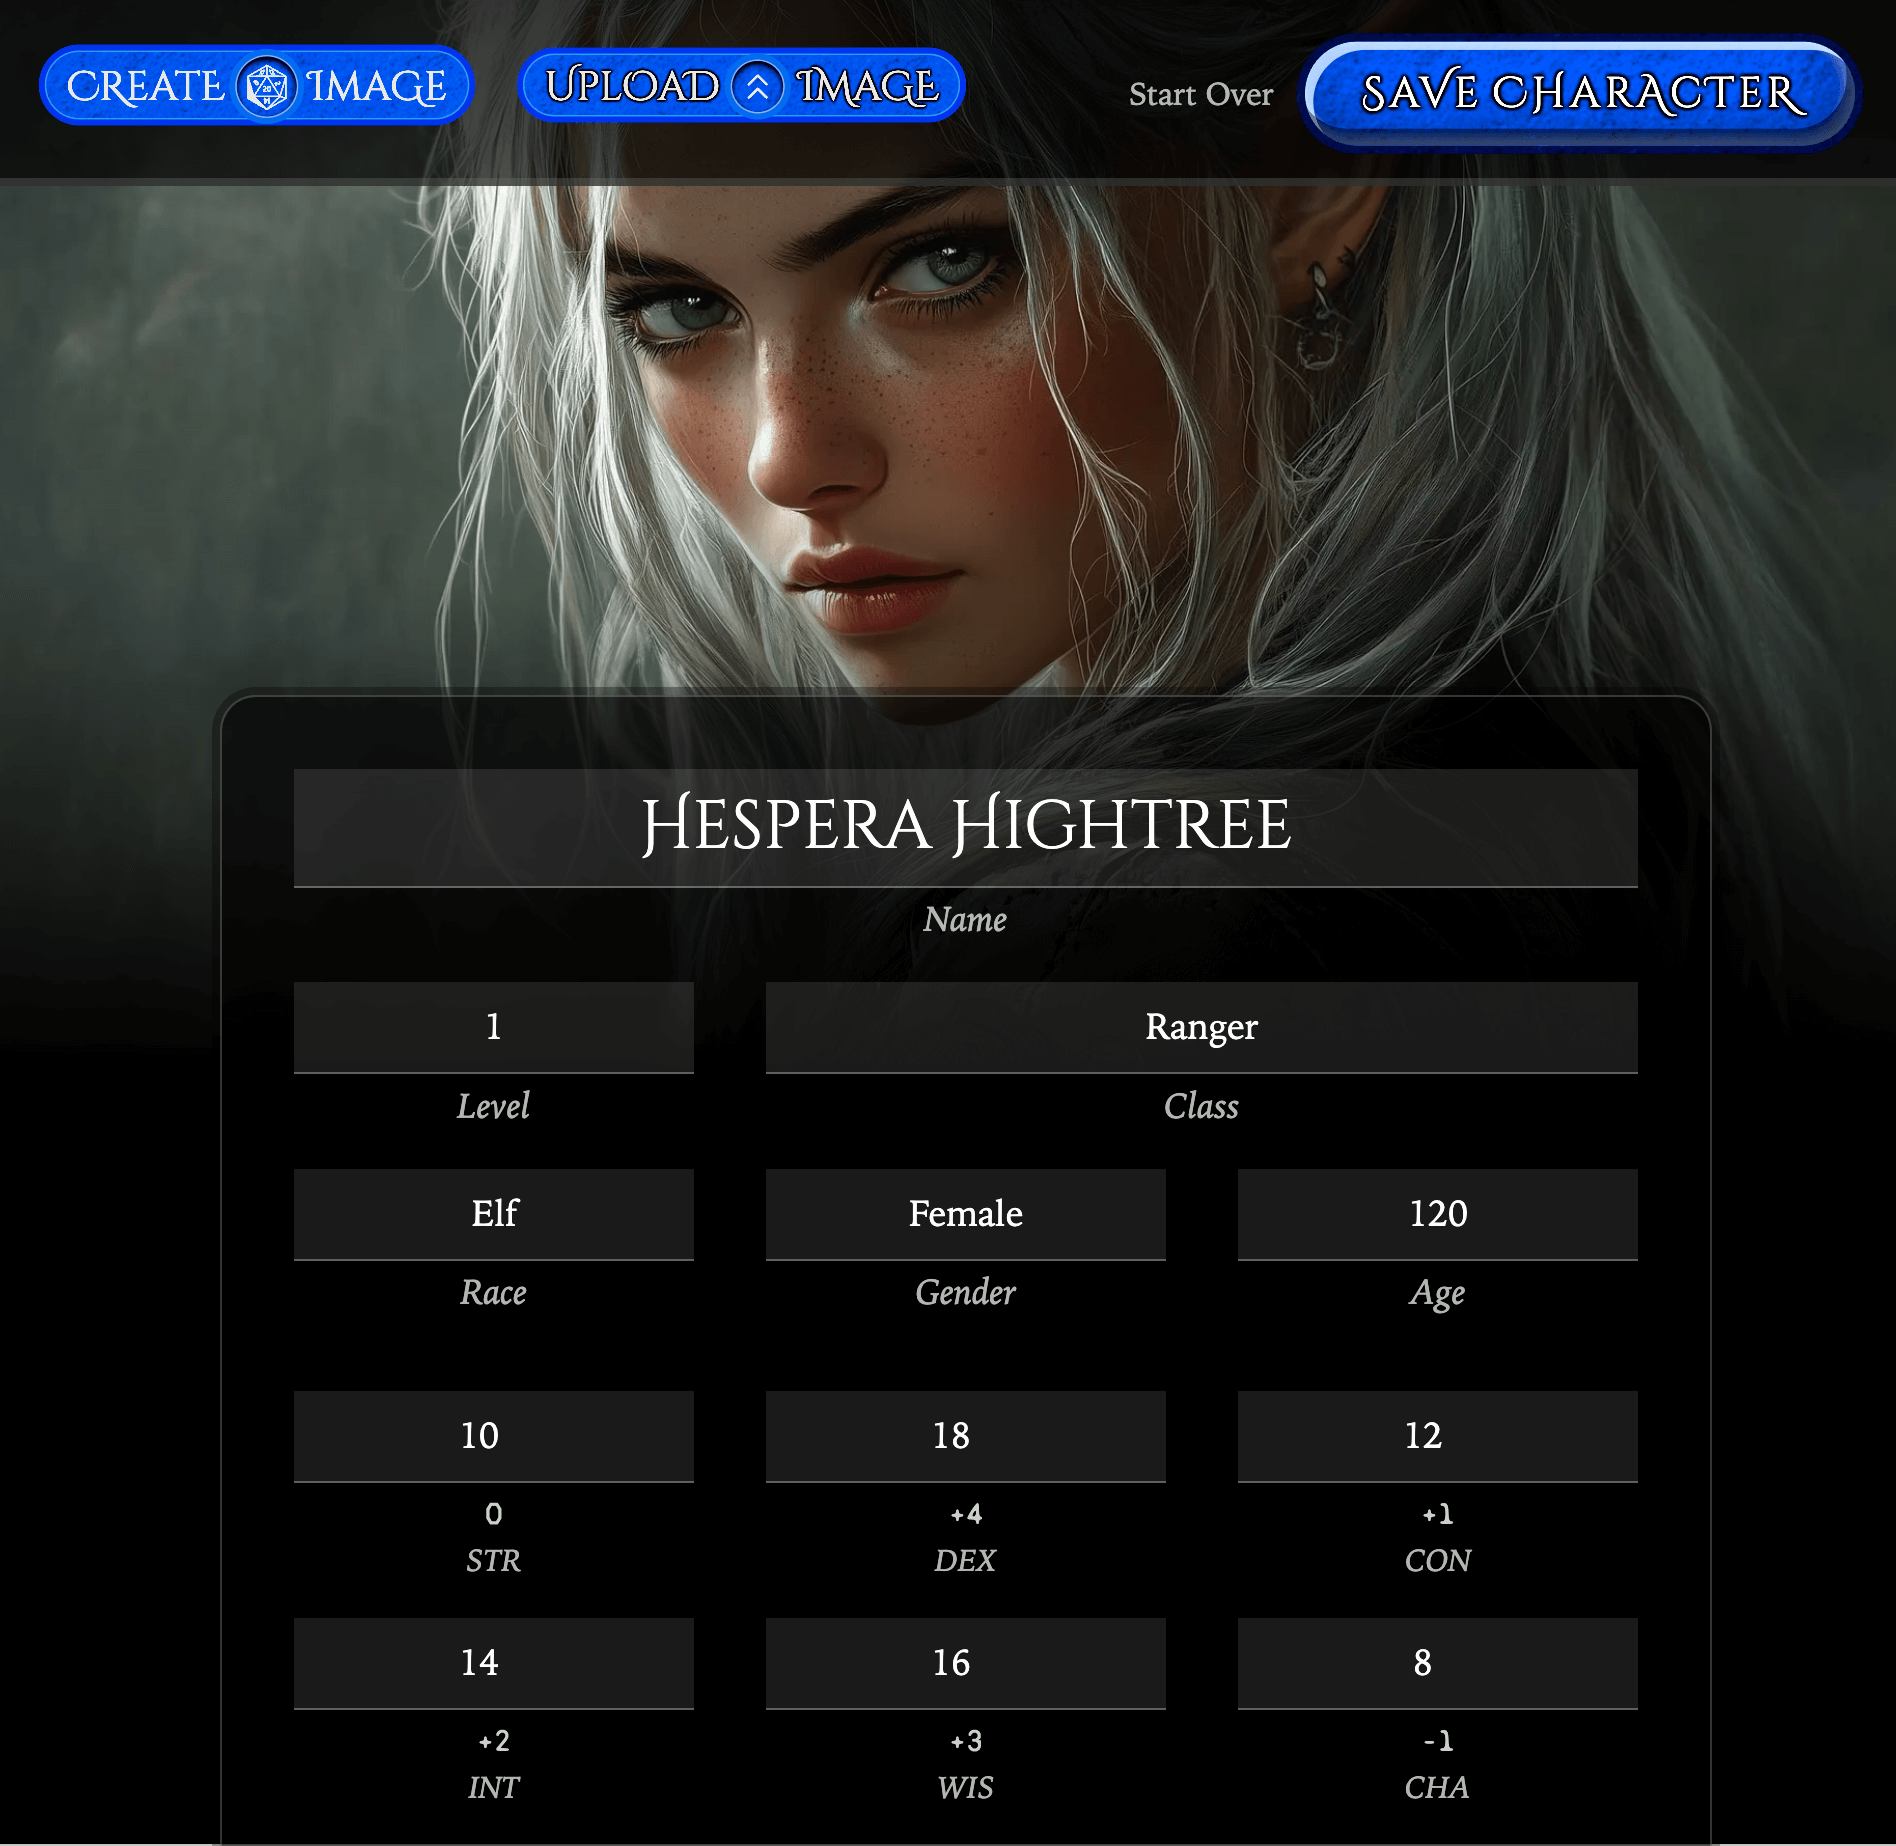 CREATE IMAGE
UPLOAD IMAGE
Start Over
SAVE CHARACTER
HESPERA HIGHTREE
Name
1
Ranger
Level
Class
Elf
Female
120
Race
Gender
Age
10
18
12
0
+4
+1
STR
DEX
CON
14
16
8
+2
+3
-1
INT
WIS
CHA